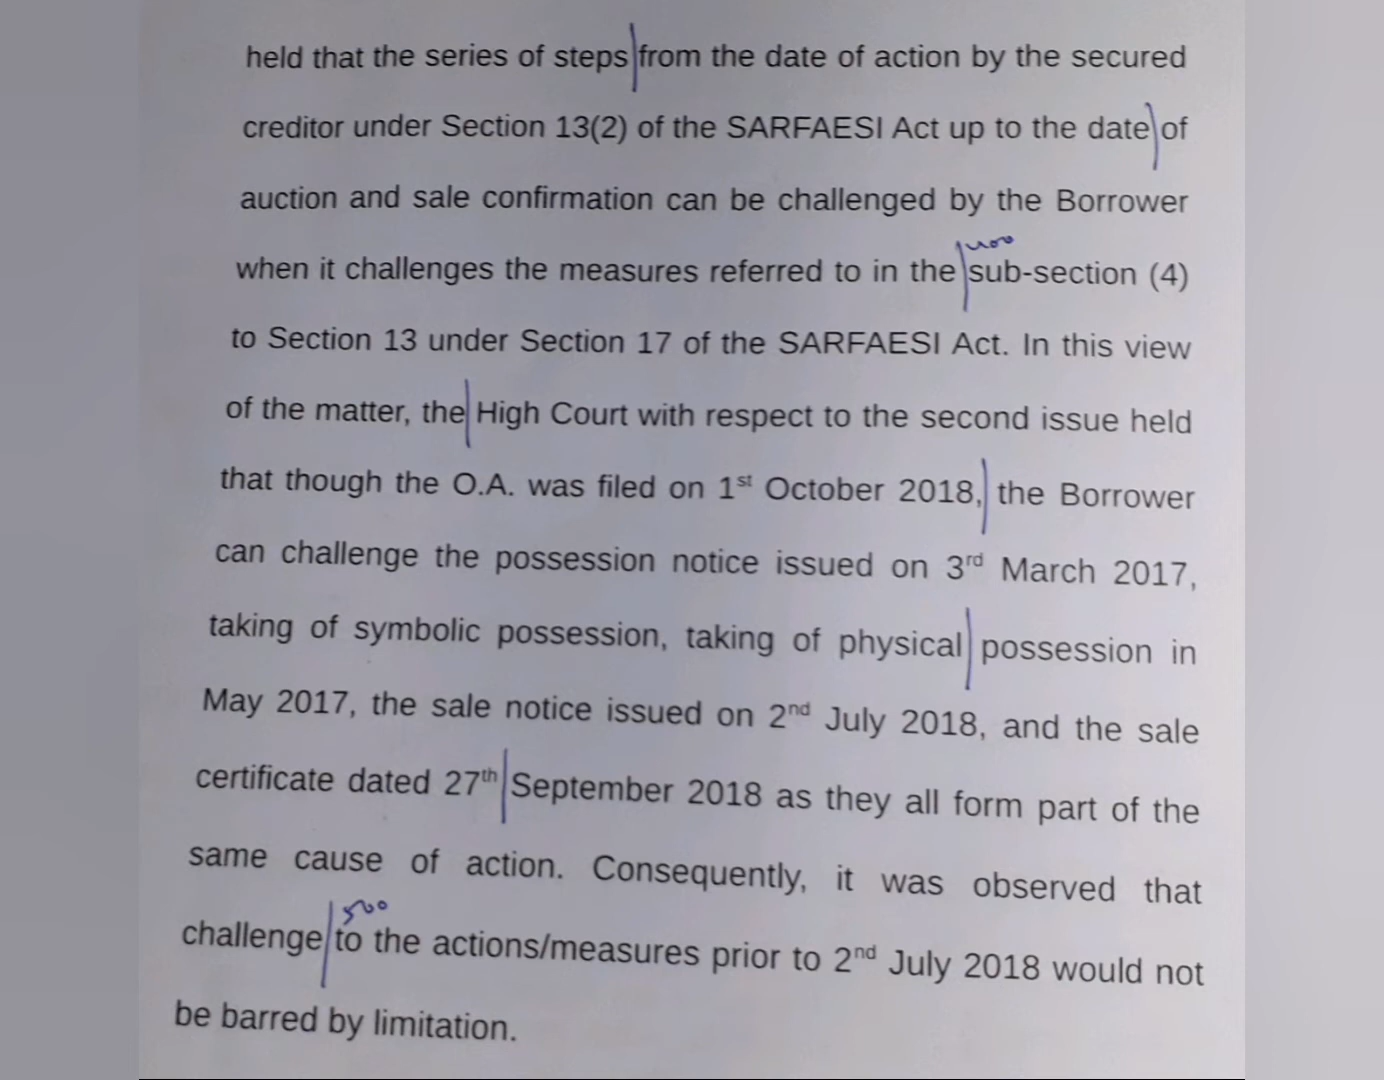 held that the series of steps from the date of action by the secured
creditor under Section 13(2) of the SARFAESI Act up to the date of
auction and sale confirmation can be challenged by the Borrower
400
when it challenges the measures referred to in the sub-section (4)
to Section 13 under Section 17 of the SARFAESI Act. In this view
of the matter, the High Court with respect to the second issue held
that though the O.A. was filed on 1st October 2018, the Borrower
can challenge the possession notice issued on 3rd March 2017,
taking of symbolic possession, taking of physical possession in
May 2017, the sale notice issued on 2nd July 2018, and the sale
certificate dated 27th September 2018 as they all form part of the
same cause of action. Consequently, it was observed that
500
challenge to the actions/measures prior to 2nd July 2018 would not
be barred by limitation.